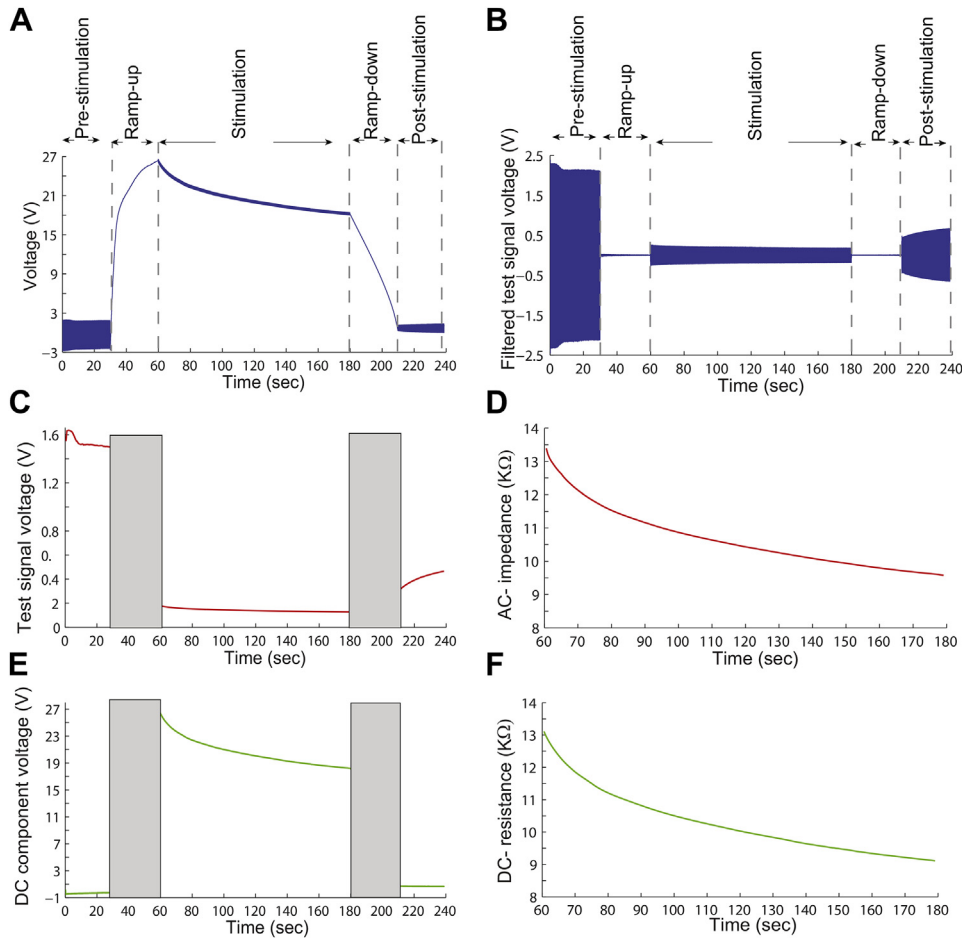 A
Pre-stimulation
Ramp-up
Stimulation
Ramp-down
Post-stimulation
Voltage (V)
27
21
15
9
3
−3
0 20 40 60 80 100 120 140 160 180 200 220 240
Time (sec)
B
Pre-stimulation
Ramp-up
Stimulation
Ramp-down
Post-stimulation
Filtered test signal voltage (V)
2.5
1.5
0.5
−0.5
−1.5
−2.5
0 20 40 60 80 100 120 140 160 180 200 220 240
Time (sec)
C
Test signal voltage (V)
1.6
1.2
0.
0.4
2
0
0 20 40 60 80 100 120 140 160 180 200 220 240
Time (sec)
D
AC- impedance (KΩ)
14
13
12
11
10
9
8
60 70 80 90 100 110 120 130 140 150 160 170 180
Time (sec)
E
DC component voltage (V)
27
23
19
15
11
7
3
−1
0 20 40 60 80 100 120 140 160 180 200 220 240
Time (sec)
F
DC- resistance (KΩ)
14
13
12
11
10
9
8
60 70 80 90 100 110 120 130 140 150 160 170 180
Time (sec)